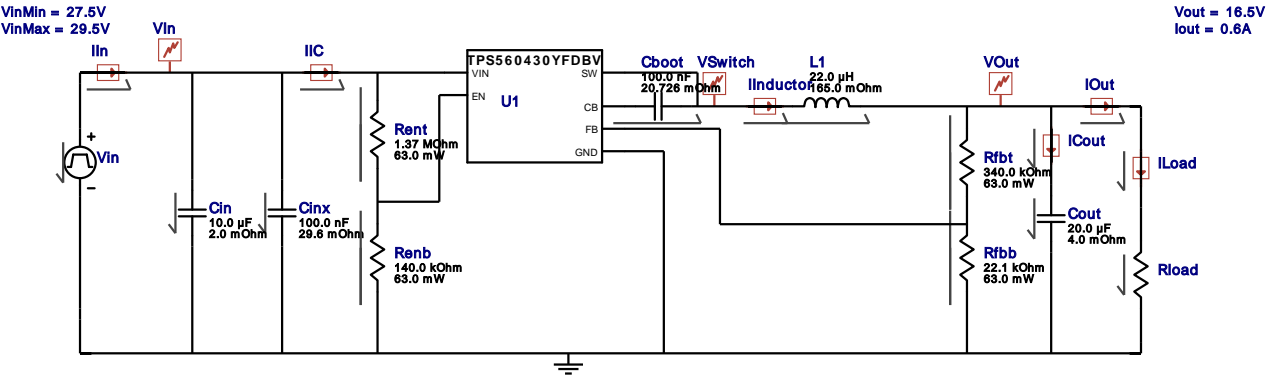 VinMin = 27.5V
VinMax = 29.5V
Vout = 16.5V
Iout = 0.6A
VIn
IIn
IIC
TPS560430YFDBV
VIN
EN
SW
CB
FB
GND
U1
Cboot
100.0 nF
20.726 mOhm
VSwitch
IInductor
L1
22.0 µH
165.0 mOhm
VOut
IOut
ICout
ILoad
Rent
1.37 MOhm
63.0 mW
Rfbt
340.0 kOhm
63.0 mW
+
Vin
−
Cin
10.0 µF
2.0 mOhm
Cinx
100.0 nF
29.6 mOhm
Renb
140.0 kOhm
63.0 mW
Rfbb
22.1 kOhm
63.0 mW
Cout
20.0 µF
4.0 mOhm
Rload